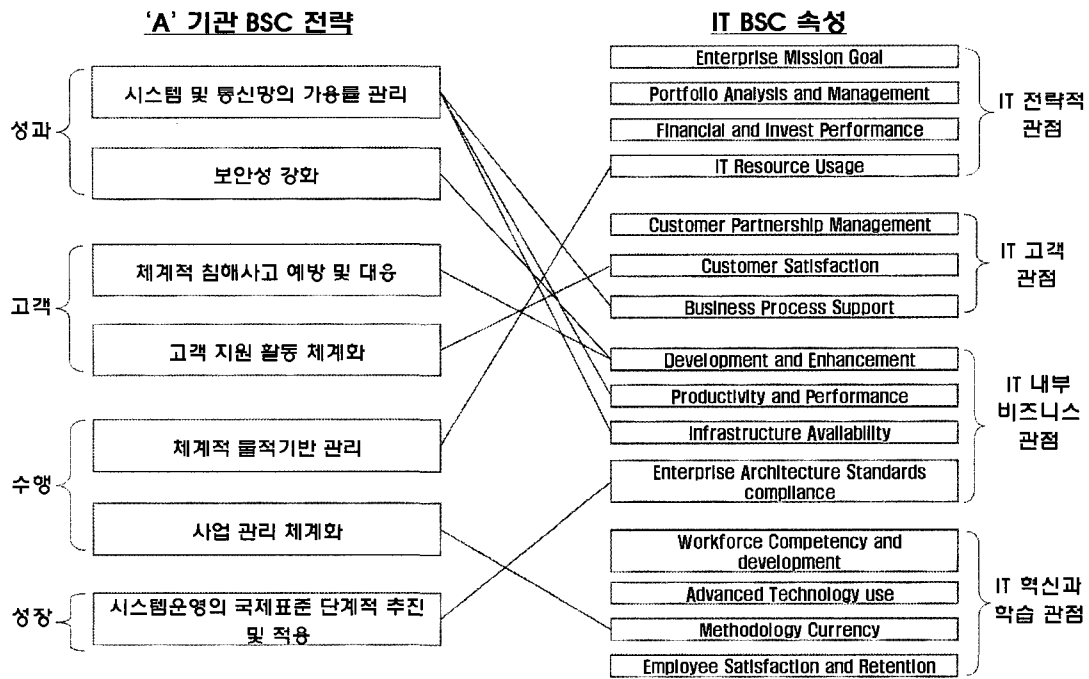 'A' 기관 BSC 전략
IT BSC 속성
성과
시스템 및 통신망의 가용률 관리
보안성 강화
고객
체계적 침해사고 예방 및 대응
고객 지원 활동 체계화
수행
체계적 물적기반 관리
사업 관리 체계화
성장
시스템운영의 국제표준 단계적 추진
및 적용
Enterprise Mission Goal
Portfolio Analysis and Management
Financial and Invest Performance
IT Resource Usage
IT 전략적
관점
Customer Partnership Management
Customer Satisfaction
Business Process Support
IT 고객
관점
Development and Enhancement
Productivity and Performance
Infrastructure Availability
Enterprise Architecture Standards
compliance
IT 내부
비즈니스
관점
Workforce Competency and
development
Advanced Technology use
Methodology Currency
Employee Satisfaction and Retention
IT 혁신과
학습 관점